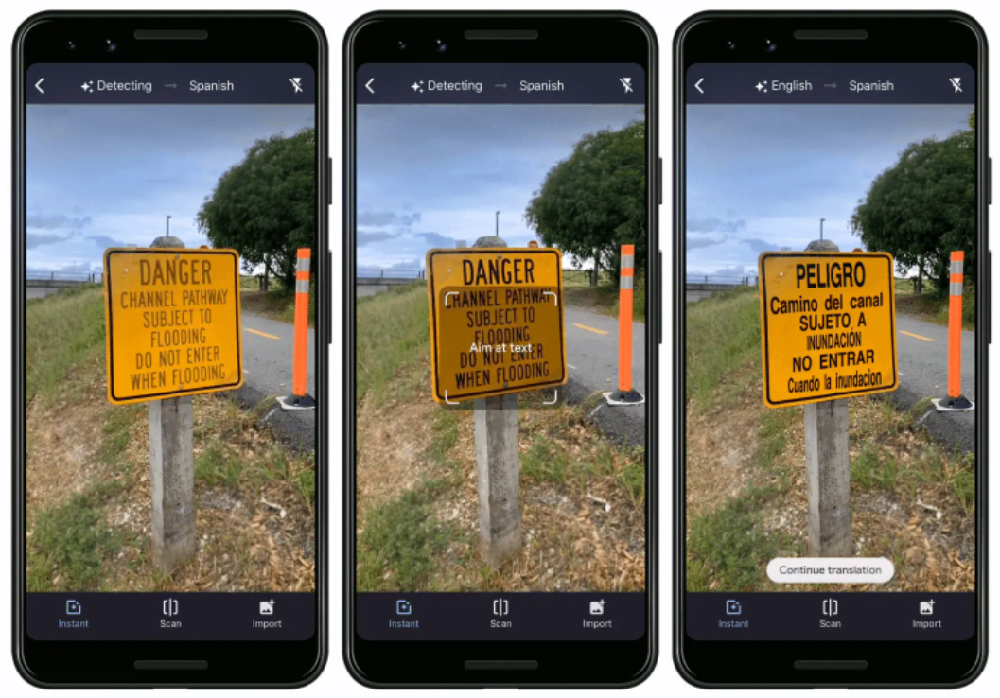 Detecting → Spanish
DANGER
CHANNEL PATHWAY
SUBJECT TO
FLOODING
DO NOT ENTER
WHEN FLOODING
Instant Scan Import
Detecting → Spanish
DANGER
CHANNEL PATHWAY
SUBJECT TO
FLOODING
Aim at text
DO NOT ENTER
WHEN FLOODING
Instant Scan Import
English → Spanish
PELIGRO
Camino del canal
SUJETO A
INUNDACIÓN
NO ENTRAR
Cuando la inundacion
Continue translation
Instant Scan Import